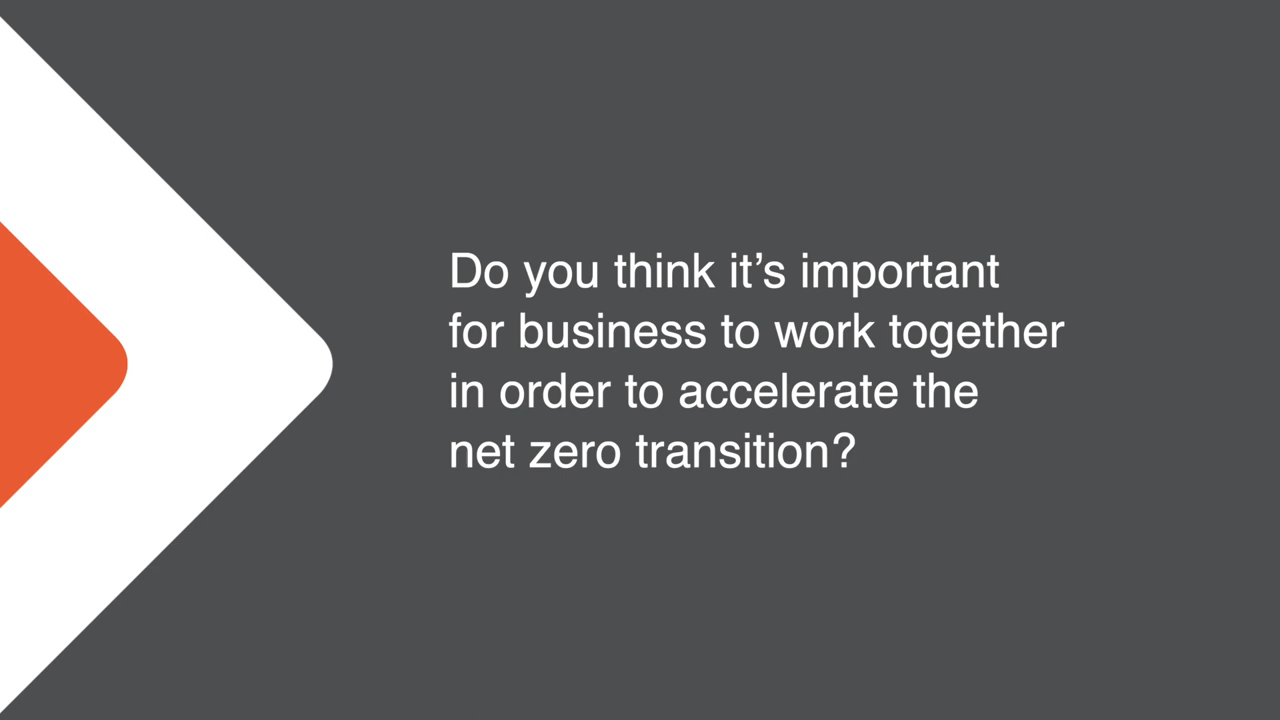 Do you think it’s important
for business to work together
in order to accelerate the
net zero transition?